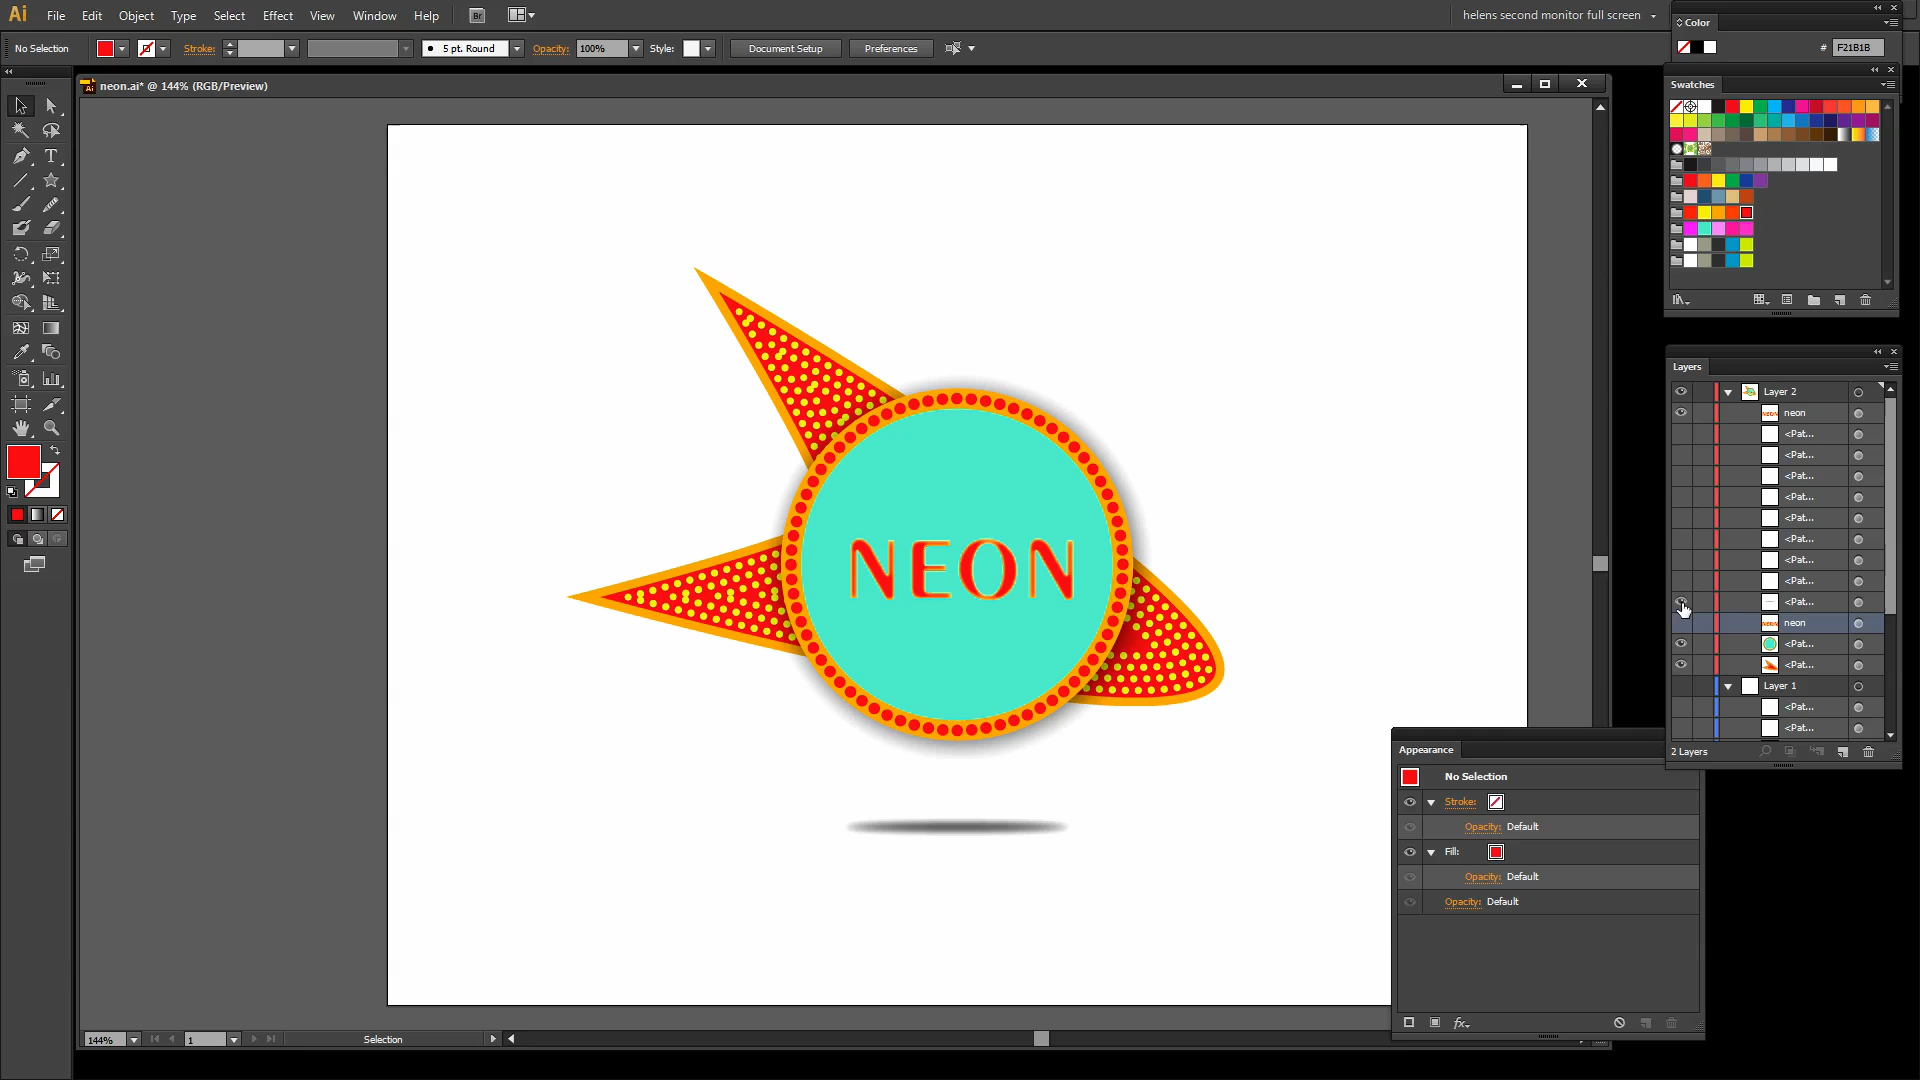 Ai File Edit Object Type Select Effect View Window Help Br
helens second monitor full screen
No Selection Stroke: 5 pt. Round Opacity: 100% Style: Document Setup Preferences
neon.ai* @ 144% (RGB/Preview)
Color
# F21B1B
Swatches
NEON
Layers
Layer 2
neon
<Pat...
<Pat...
<Pat...
<Pat...
<Pat...
<Pat...
<Pat...
<Pat...
<Pat...
neon
<Pat...
<Pat...
Layer 1
<Pat...
<Pat...
2 Layers
Appearance
No Selection
Stroke:
Opacity: Default
Fill:
Opacity: Default
Opacity: Default
fx
144% 1 Selection